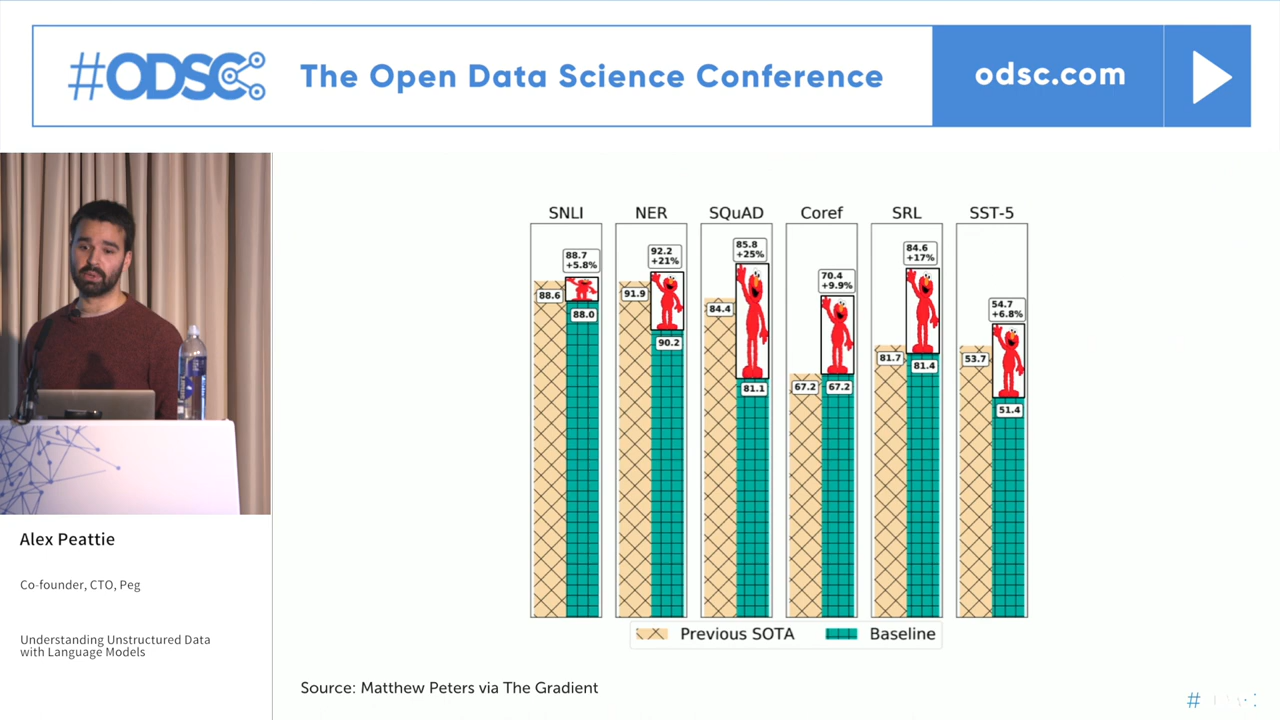 #ODSC
The Open Data Science Conference
odsc.com
SNLI NER SQuAD Coref SRL SST-5
88.7
+5.8%
88.6
88.0
92.2
+21%
91.9
90.2
85.8
+25%
84.4
81.1
70.4
+9.9%
67.2
67.2
84.6
+17%
81.7
81.4
54.7
+6.8%
53.7
51.4
Previous SOTA
Baseline
Source: Matthew Peters via The Gradient
Alex Peattie
Co-founder, CTO, Peg
Understanding Unstructured Data
with Language Models
#